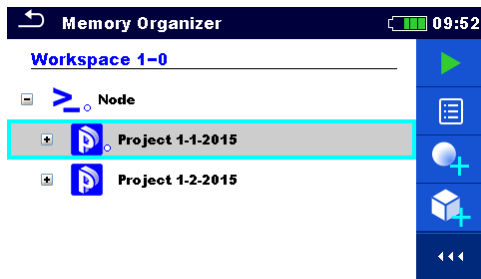 Memory Organizer 09:52
Workspace 1-0
Node
Project 1-1-2015
Project 1-2-2015